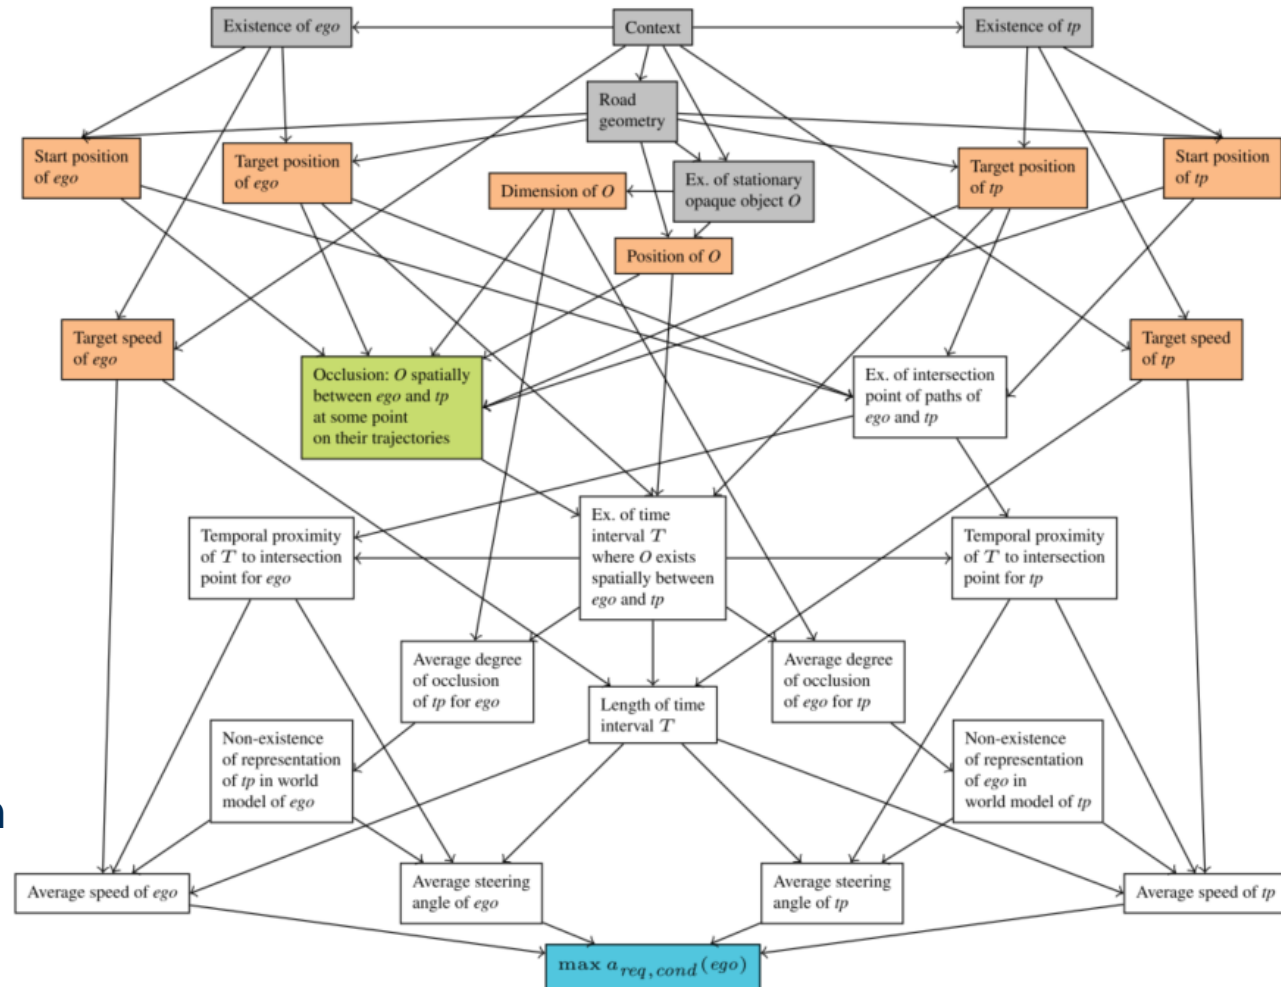 Existence of ego
Context
Existence of tp
Road
geometry
Start position
of ego
Target position
of ego
Dimension of O
Ex. of stationary
opaque object O
Target position
of tp
Start position
of tp
Position of O
Target speed
of ego
Occlusion: O spatially
between ego and tp
at some point
on their trajectories
Ex. of intersection
point of paths of
ego and tp
Target speed
of tp
Temporal proximity
of T to intersection
point for ego
Ex. of time
interval T
where O exists
spatially between
ego and tp
Temporal proximity
of T to intersection
point for tp
Average degree
of occlusion
of tp for ego
Length of time
interval T
Average degree
of occlusion
of ego for tp
Non-existence
of representation
of tp in world
model of ego
Non-existence
of representation
of ego in
world model of tp
Average speed of ego
Average steering
angle of ego
Average steering
angle of tp
Average speed of tp
max a_{req,cond}(ego)